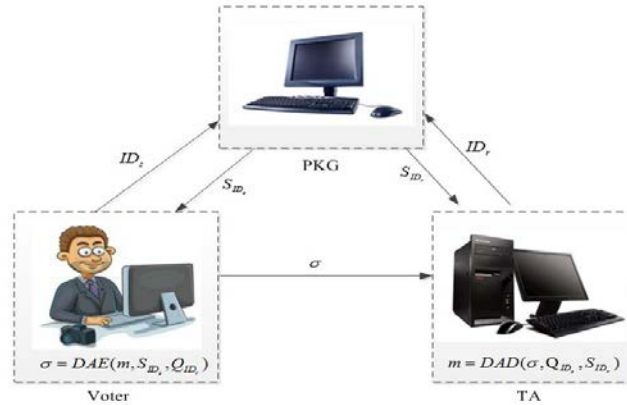 PKG
ID_s
S_{ID_s}
S_{ID_r}
ID_r
σ
σ = DAE(m, S_{ID_s}, Q_{ID_r})
m = DAD(σ, Q_{ID_s}, S_{ID_r})
Voter
TA